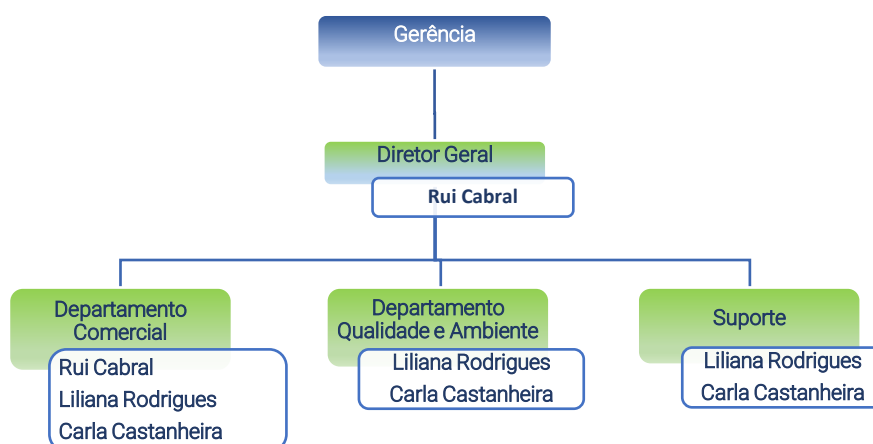 Gerência
Diretor Geral
Rui Cabral
Departamento
Comercial
Rui Cabral
Liliana Rodrigues
Carla Castanheira
Departamento
Qualidade e Ambiente
Liliana Rodrigues
Carla Castanheira
Suporte
Liliana Rodrigues
Carla Castanheira